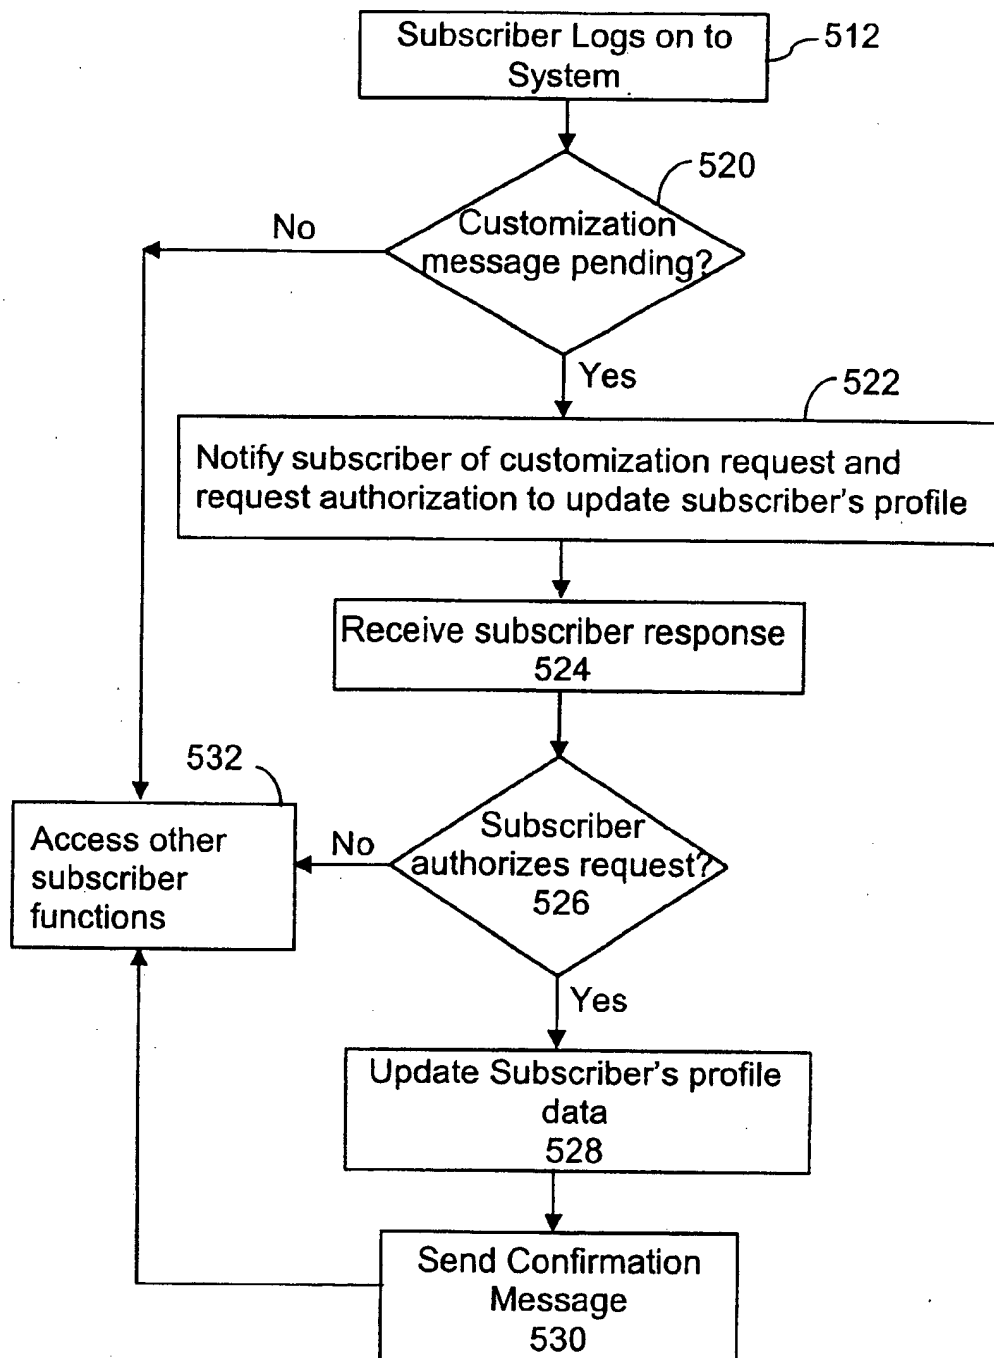 Subscriber Logs on to
System
512
520
Customization
message pending?
No
Yes
522
Notify subscriber of customization request and
request authorization to update subscriber's profile
Receive subscriber response
524
532
Access other
subscriber
functions
No
Subscriber
authorizes request?
526
Yes
Update Subscriber's profile
data
528
Send Confirmation
Message
530